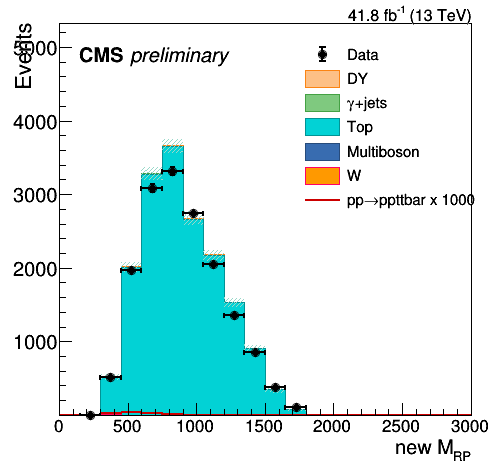 41.8 fb⁻¹ (13 TeV)
Events
CMS preliminary
Data
DY
γ+jets
Top
Multiboson
W
pp→ppttbar x 1000
5000
4000
3000
2000
1000
0
500
1000
1500
2000
2500
3000
new M_RP